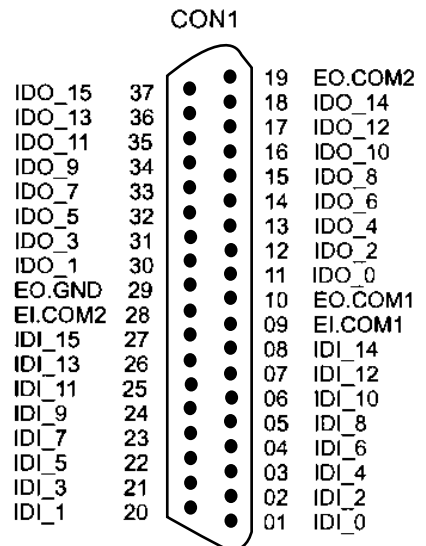 CON1
19 EO.COM2
IDO_15 37
18 IDO_14
IDO_13 36
17 IDO_12
IDO_11 35
16 IDO_10
IDO_9 34
15 IDO_8
IDO_7 33
14 IDO_6
IDO_5 32
13 IDO_4
IDO_3 31
12 IDO_2
IDO_1 30
11 IDO_0
EO.GND 29
10 EO.COM1
EI.COM2 28
09 EI.COM1
IDI_15 27
08 IDI_14
IDI_13 26
07 IDI_12
IDI_11 25
06 IDI_10
IDI_9 24
05 IDI_8
IDI_7 23
04 IDI_6
IDI_5 22
03 IDI_4
IDI_3 21
02 IDI_2
IDI_1 20
01 IDI_0